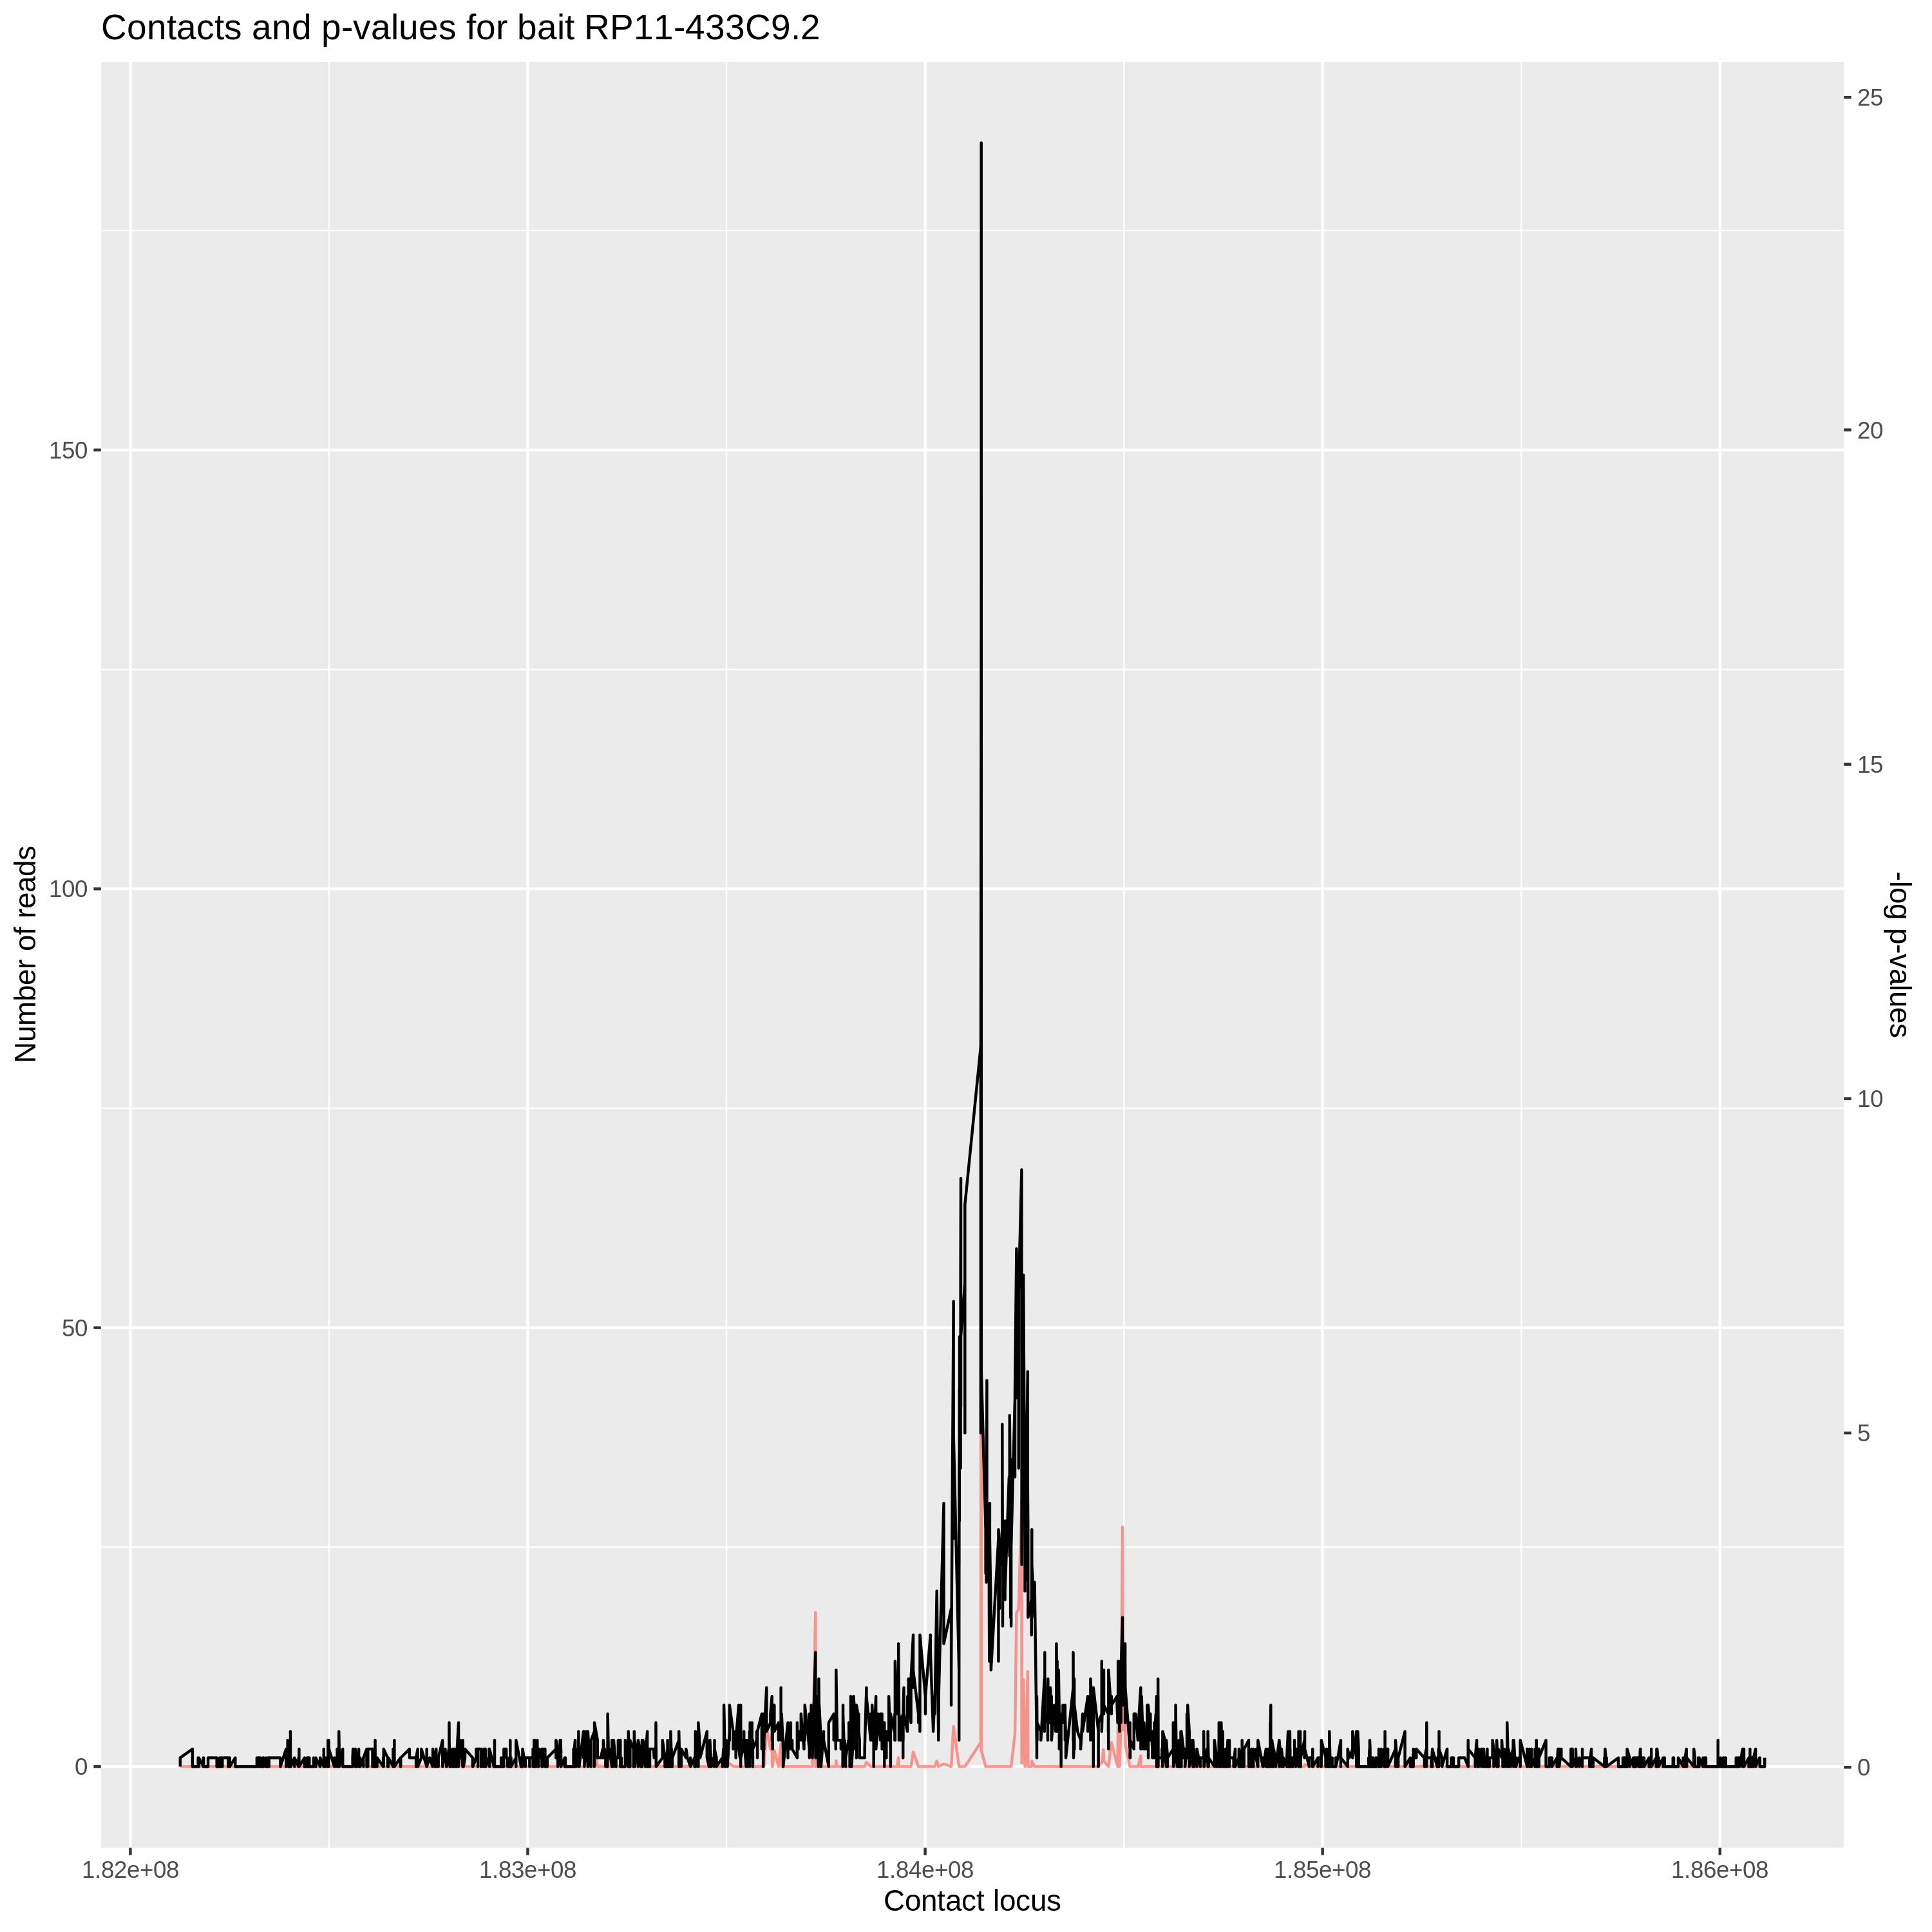 Contacts and p-values for bait RP11-433C9.2
Number of reads
150
100
50
0
25
20
15
10
5
0
-log p-values
1.82e+08 1.83e+08 1.84e+08 1.85e+08 1.86e+08
Contact locus